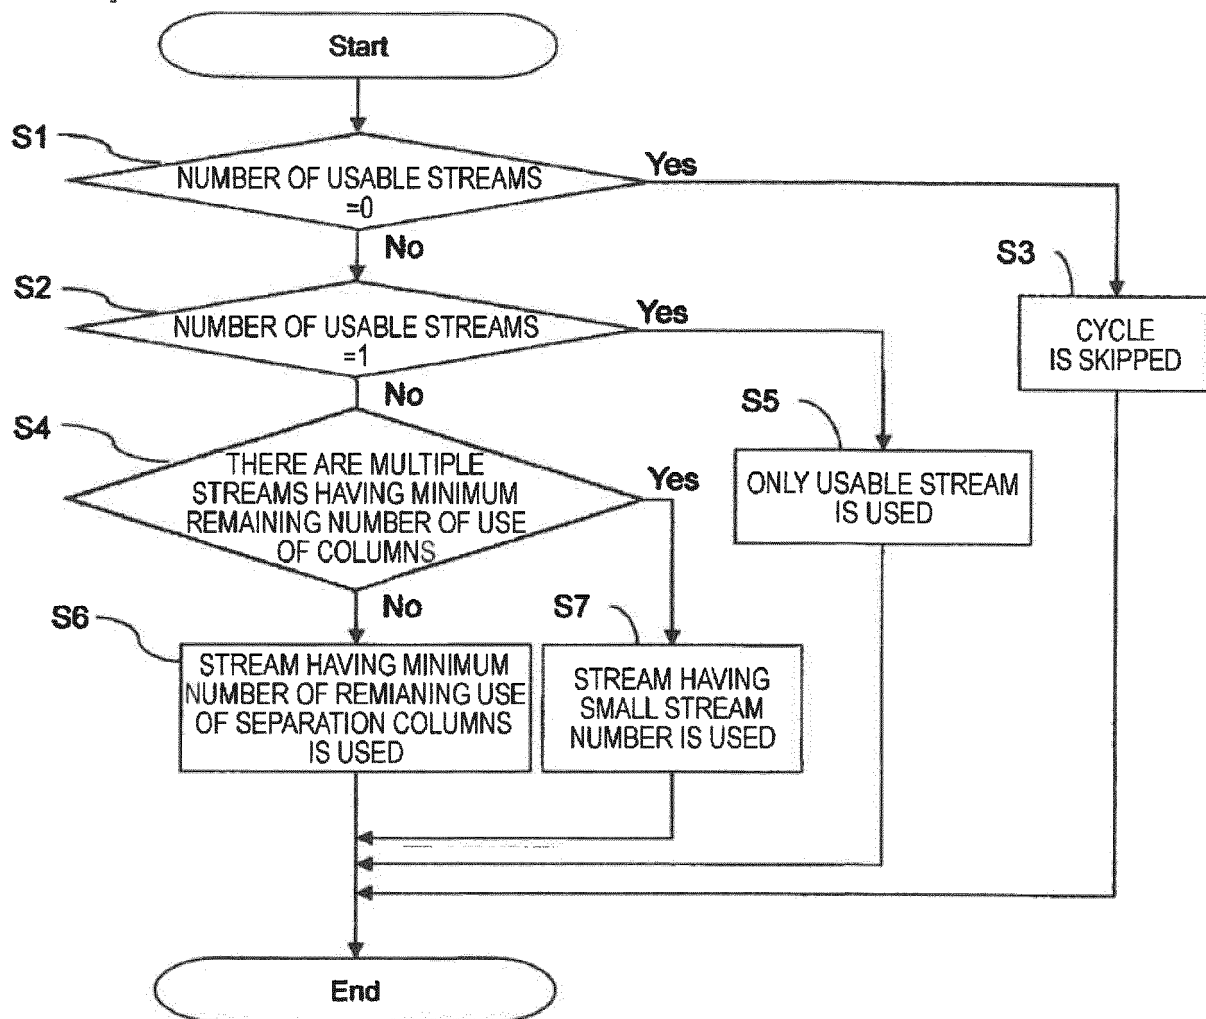 Start
S1
NUMBER OF USABLE STREAMS
=0
Yes
No
S3
CYCLE
IS SKIPPED
S2
NUMBER OF USABLE STREAMS
=1
Yes
No
S5
ONLY USABLE STREAM
IS USED
S4
THERE ARE MULTIPLE
STREAMS HAVING MINIMUM
REMAINING NUMBER OF USE
OF COLUMNS
Yes
No
S6
STREAM HAVING MINIMUM
NUMBER OF REMIANING USE
OF SEPARATION COLUMNS
IS USED
S7
STREAM HAVING
SMALL STREAM
NUMBER IS USED
End